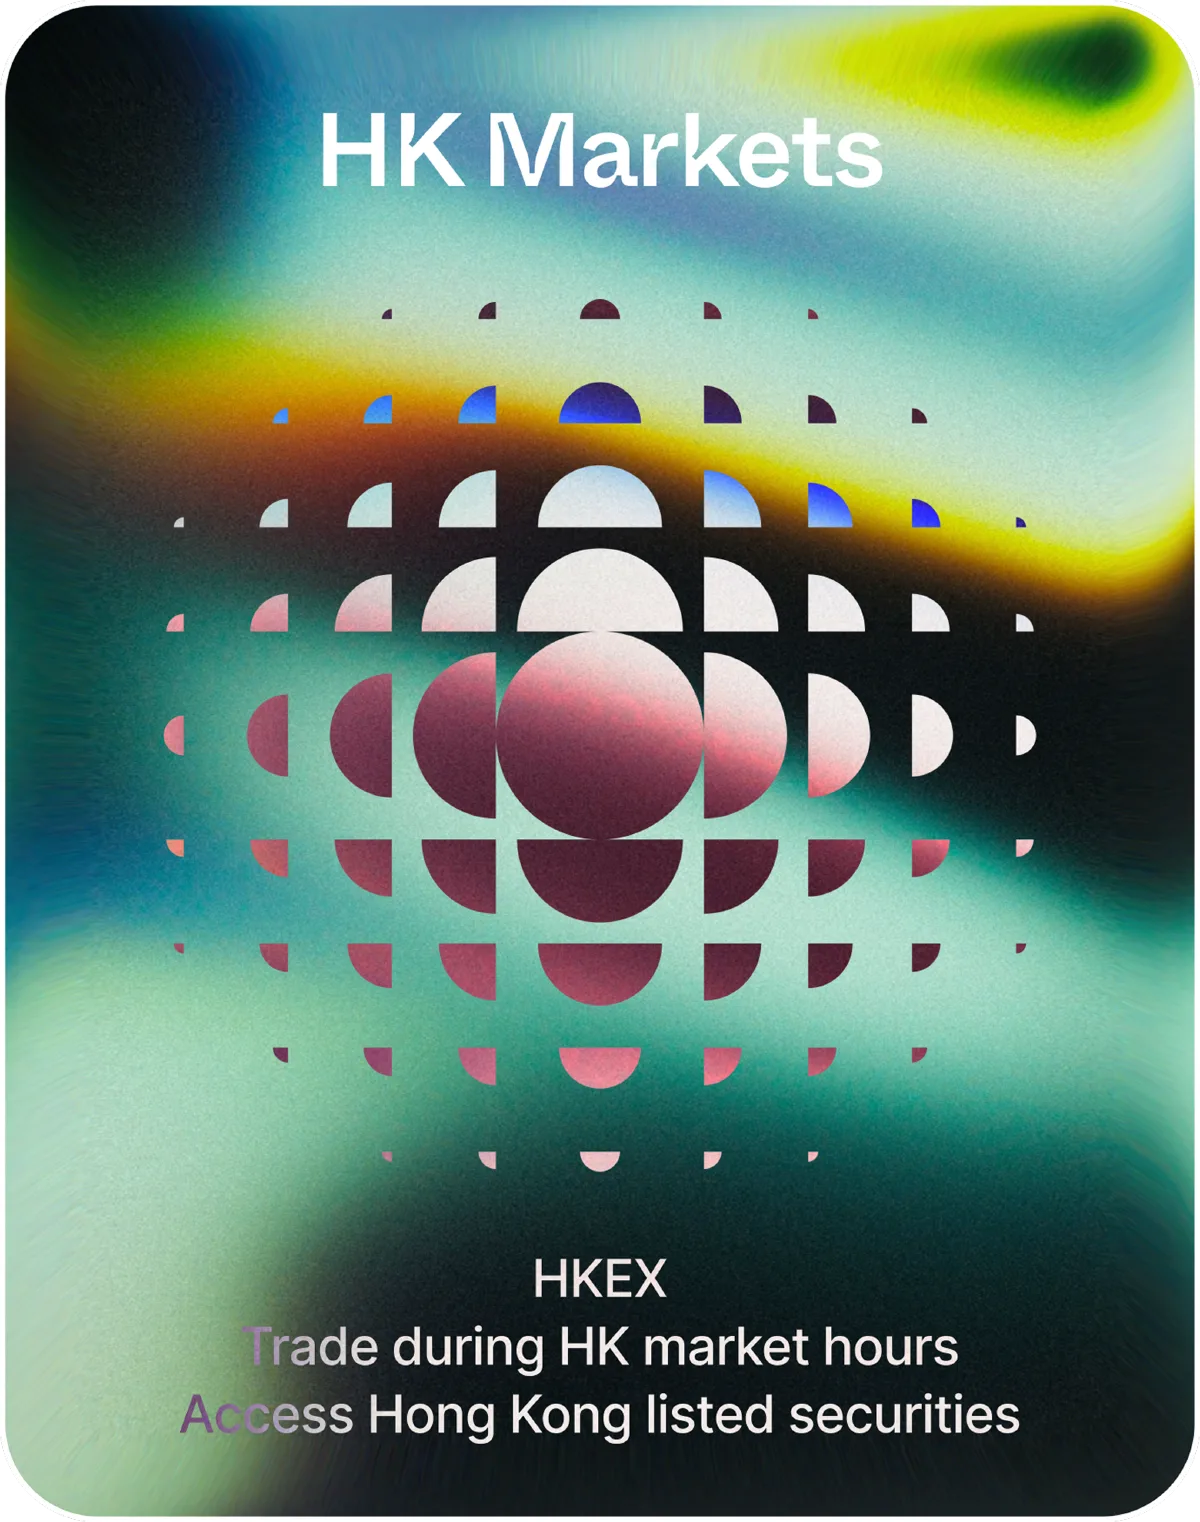 HK Markets
HKEX
Trade during HK market hours
Access Hong Kong listed securities